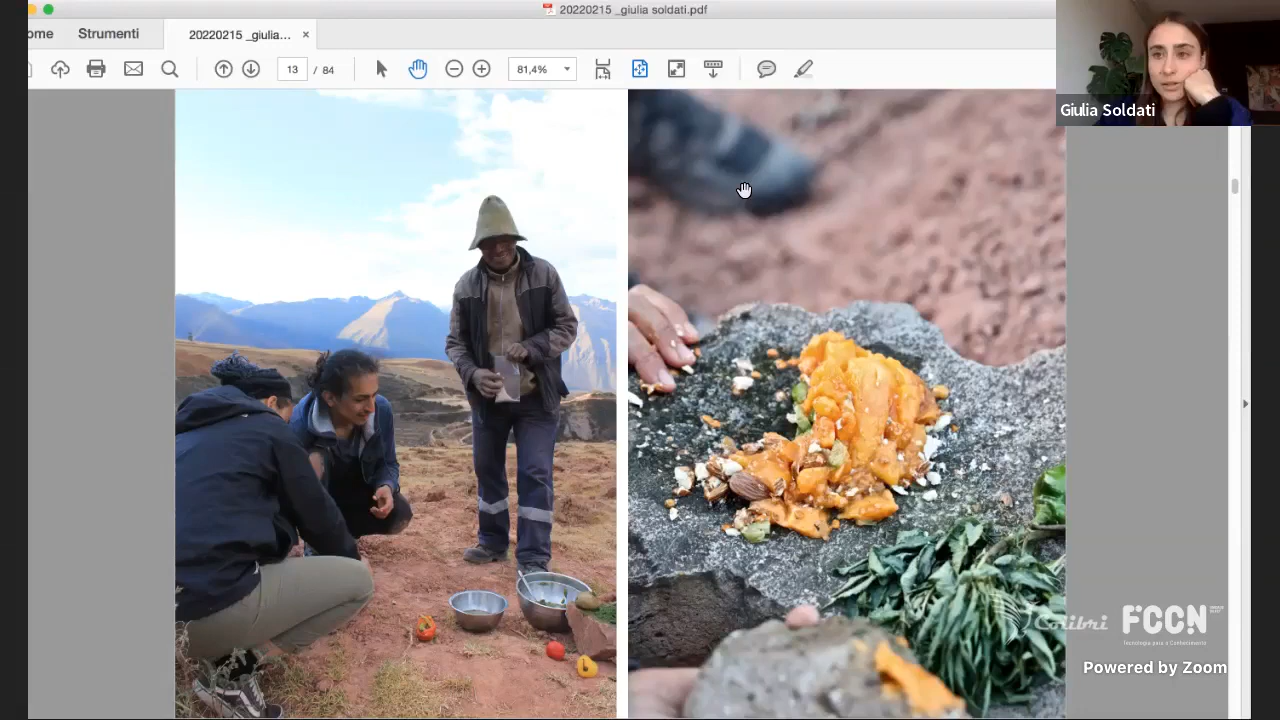 20220215 _giulia soldati.pdf
ome
Strumenti
20220215 _giulia...
×
13 / 84
81,4%
Giulia Soldati
Colibri
FCCN
Powered by Zoom